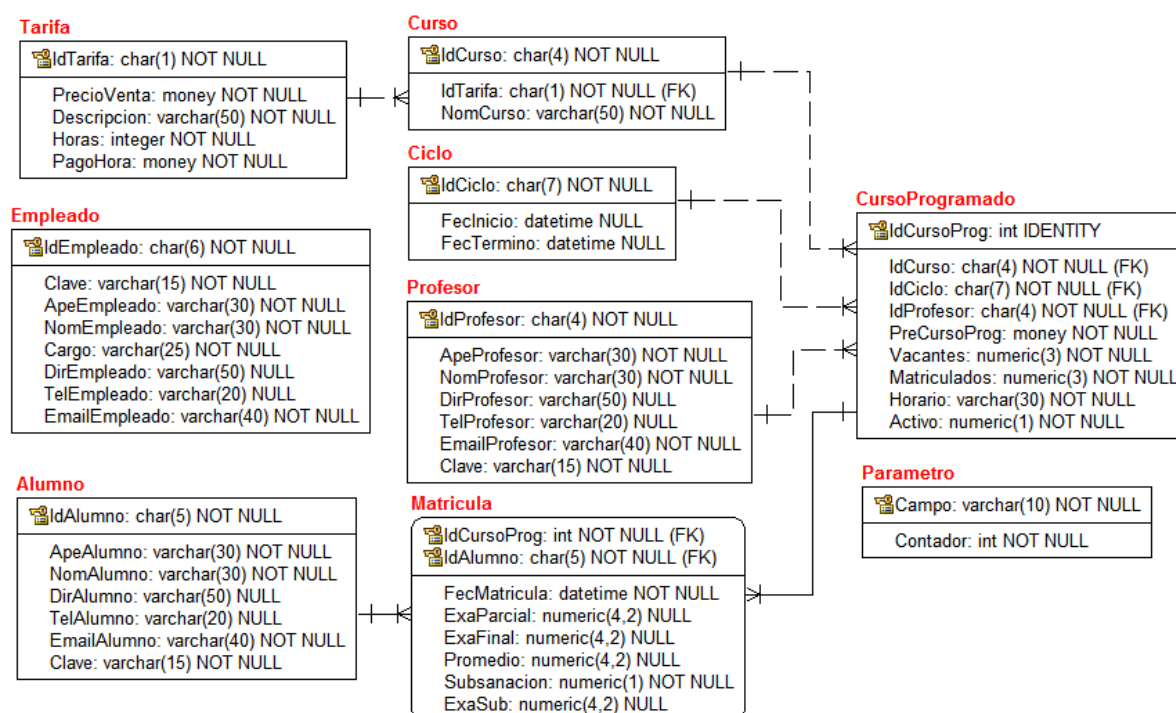 Tarifa
IdTarifa: char(1) NOT NULL
PrecioVenta: money NOT NULL
Descripcion: varchar(50) NOT NULL
Horas: integer NOT NULL
PagoHora: money NOT NULL
Curso
IdCurso: char(4) NOT NULL
IdTarifa: char(1) NOT NULL (FK)
NomCurso: varchar(50) NOT NULL
Ciclo
IdCiclo: char(7) NOT NULL
FecInicio: datetime NULL
FecTermino: datetime NULL
Empleado
IdEmpleado: char(6) NOT NULL
Clave: varchar(15) NOT NULL
ApeEmpleado: varchar(30) NOT NULL
NomEmpleado: varchar(30) NOT NULL
Cargo: varchar(25) NOT NULL
DirEmpleado: varchar(50) NOT NULL
TelEmpleado: varchar(20) NULL
EmailEmpleado: varchar(40) NOT NULL
Profesor
IdProfesor: char(4) NOT NULL
ApeProfesor: varchar(30) NOT NULL
NomProfesor: varchar(30) NOT NULL
DirProfesor: varchar(50) NULL
TelProfesor: varchar(20) NULL
EmailProfesor: varchar(40) NOT NULL
Clave: varchar(15) NOT NULL
CursoProgramado
IdCursoProg: int IDENTITY
IdCurso: char(4) NOT NULL (FK)
IdCiclo: char(7) NOT NULL (FK)
IdProfesor: char(4) NOT NULL (FK)
PreCursoProg: money NOT NULL
Vacantes: numeric(3) NOT NULL
Matriculados: numeric(3) NOT NULL
Horario: varchar(30) NOT NULL
Activo: numeric(1) NOT NULL
Alumno
IdAlumno: char(5) NOT NULL
ApeAlumno: varchar(30) NOT NULL
NomAlumno: varchar(30) NOT NULL
DirAlumno: varchar(50) NULL
TelAlumno: varchar(20) NULL
EmailAlumno: varchar(40) NOT NULL
Clave: varchar(15) NOT NULL
Matricula
IdCursoProg: int NOT NULL (FK)
IdAlumno: char(5) NOT NULL (FK)
FecMatricula: datetime NOT NULL
ExaParcial: numeric(4,2) NULL
ExaFinal: numeric(4,2) NULL
Promedio: numeric(4,2) NULL
Subsanacion: numeric(1) NOT NULL
ExaSub: numeric(4,2) NULL
Parametro
Campo: varchar(10) NOT NULL
Contador: int NOT NULL